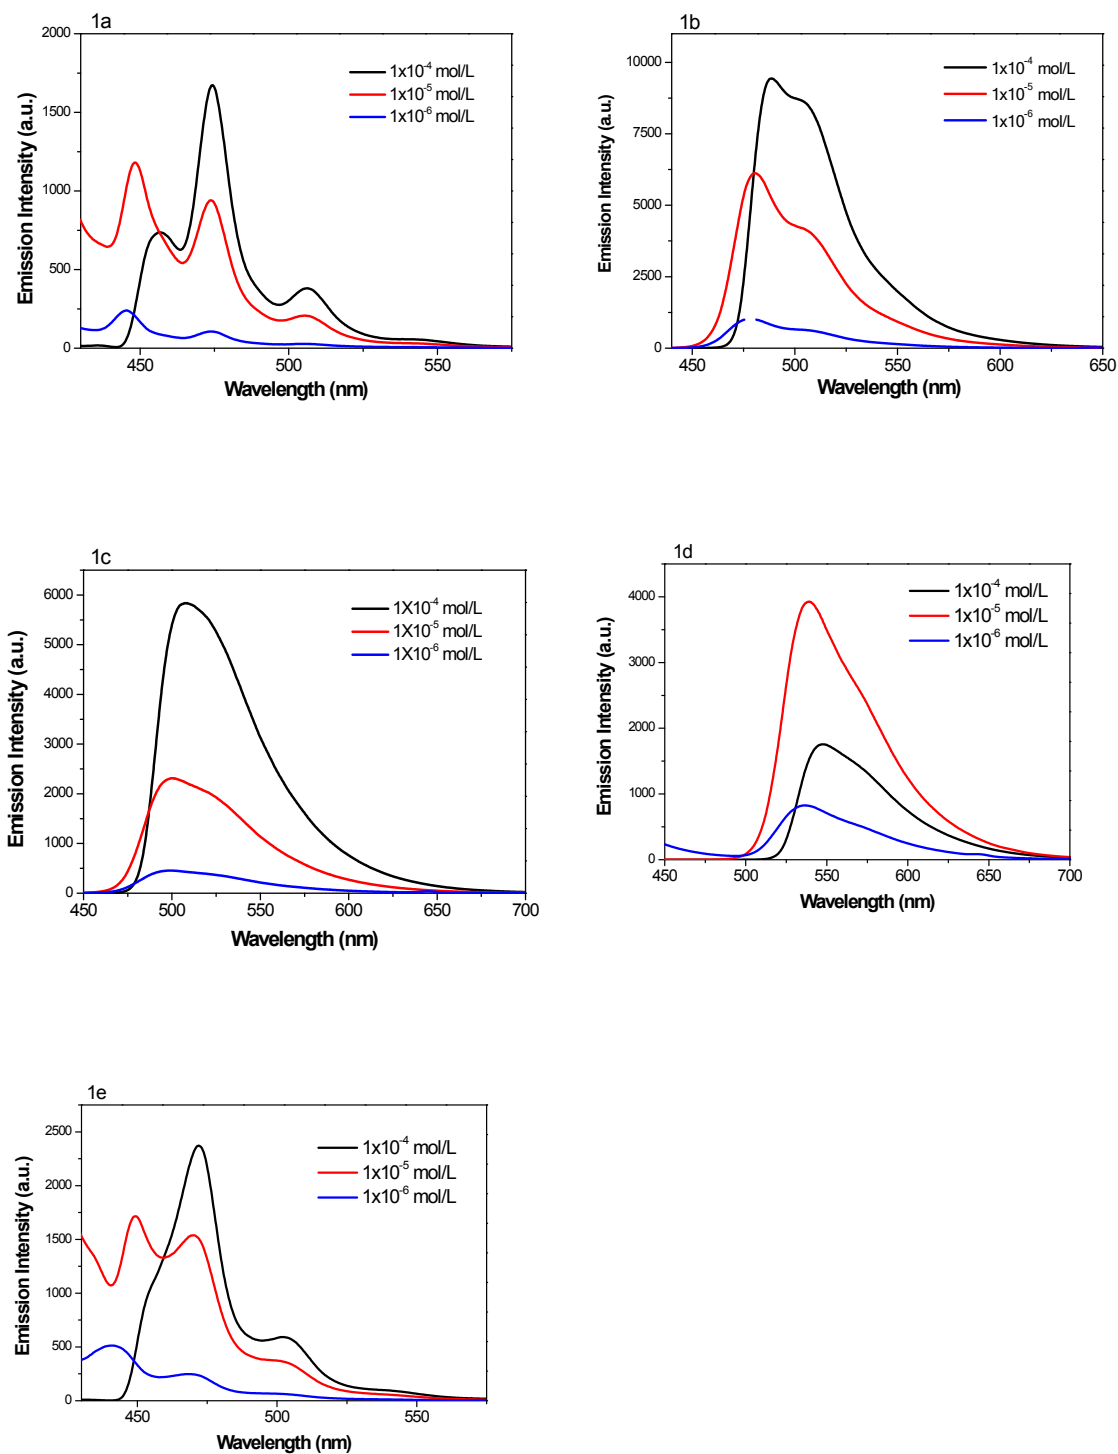 1a
2000
1500
1000
500
0
450
500
550
Emission Intensity (a.u.)
Wavelength (nm)
1x10⁻⁴ mol/L
1x10⁻⁵ mol/L
1x10⁻⁶ mol/L
1b
10000
7500
5000
2500
0
450
500
550
600
650
Emission Intensity (a.u.)
Wavelength (nm)
1x10⁻⁴ mol/L
1x10⁻⁵ mol/L
1x10⁻⁶ mol/L
1c
6000
5000
4000
3000
2000
1000
0
450
500
550
600
650
700
Emission Intensity (a.u.)
Wavelength (nm)
1X10⁻⁴ mol/L
1X10⁻⁵ mol/L
1X10⁻⁶ mol/L
1d
4000
3000
2000
1000
0
450
500
550
600
650
700
Emission Intensity (a.u.)
Wavelength (nm)
1x10⁻⁴ mol/L
1x10⁻⁵ mol/L
1x10⁻⁶ mol/L
1e
2500
2000
1500
1000
500
0
450
500
550
Emission Intensity (a.u.)
Wavelength (nm)
1x10⁻⁴ mol/L
1x10⁻⁵ mol/L
1x10⁻⁶ mol/L